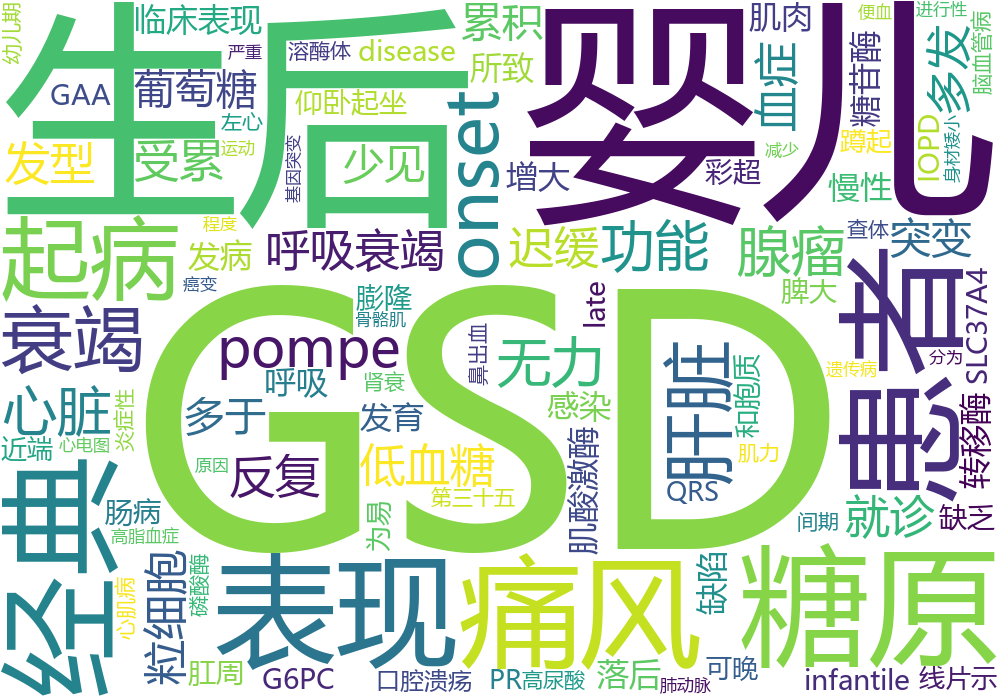 幼儿期
临床表现
严重
溶酶体
disease
累积
肌肉
便血
进行性
生后
GAA
葡萄糖
左心
仰卧起坐
所致
婴儿
血症
糖苷酶
多发
脑血管病
发型
受累
运动
基因突变
少见
onset
增大
彩超
减少
蹲起
慢性
IOPD
身材矮小
起病
程度
发病
癌变
呼吸衰竭
迟缓
功能
腺瘤
查体
突变
脾大
衰竭
膨隆
骨骼肌
鼻出血
late
患者
SLC37A4
分为
pompe
GSD
无力
肝脏
和胞质
遗传病
心脏
呼吸
肾衰
多于
发育
感染
肌力
转移酶
近端
心电图
炎症性
原因
反复
低血糖
第三十五
肌酸激酶
QRS
缺乏
经典
肠病
高脂血症
为易
间期
就诊
心肌病
粒细胞
磷酸酶
表现
痛风
缺陷
糖原
肛周
G6PC
口腔溃疡
PR
高尿酸
落后
肺动脉
可晚
infantile
线片示